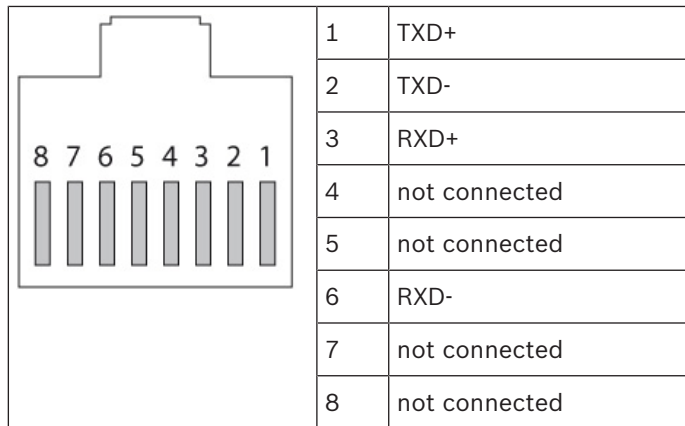 8 7 6 5 4 3 2 1
1 TXD+
2 TXD-
3 RXD+
4 not connected
5 not connected
6 RXD-
7 not connected
8 not connected